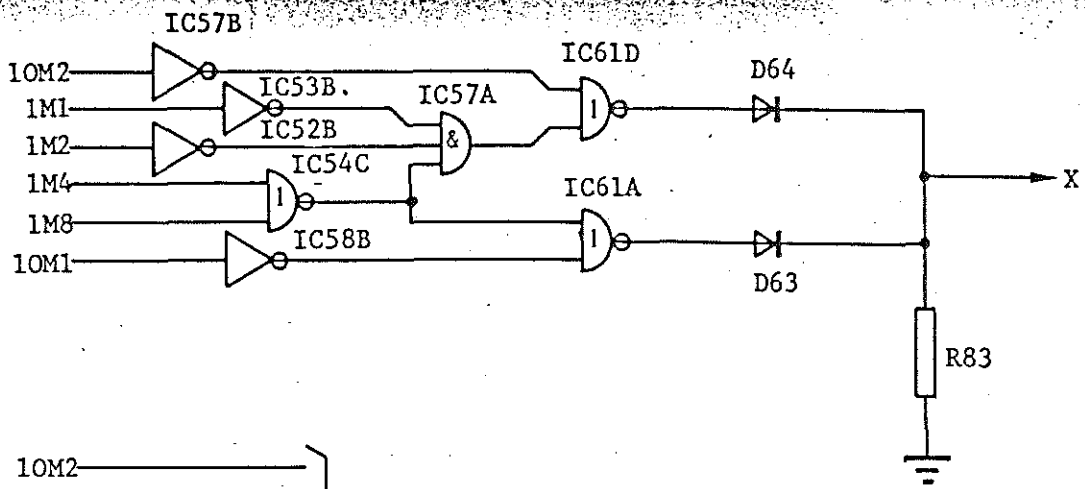 IC57B
10M2
IC61D
D64
IC53B.
IC57A
1M1
IC52B
&
1M2
IC54C
1M4
1
X
IC61A
1M8
1
IC58B
10M1
1
D63
R83
10M2